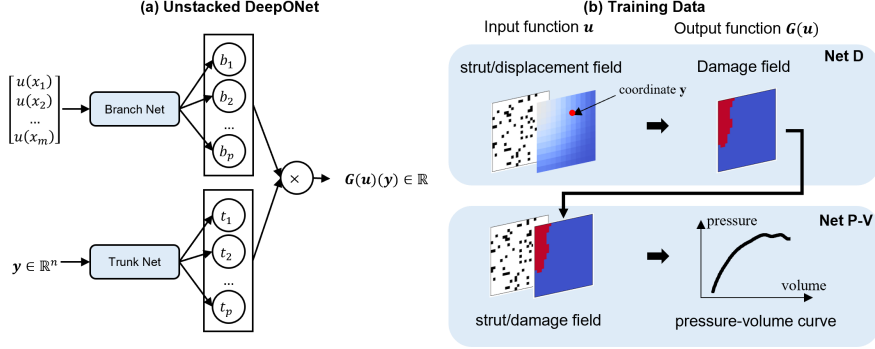 (a) Unstacked DeepONet
u(x₁)
u(x₂)
...
u(xₘ)
Branch Net
b₁
b₂
...
bₚ
×
G(u)(y) ∈ ℝ
y ∈ ℝⁿ
Trunk Net
t₁
t₂
...
tₚ
(b) Training Data
Input function u
Output function G(u)
Net D
strut/displacement field
Damage field
coordinate y
Net P-V
pressure
volume
strut/damage field
pressure-volume curve